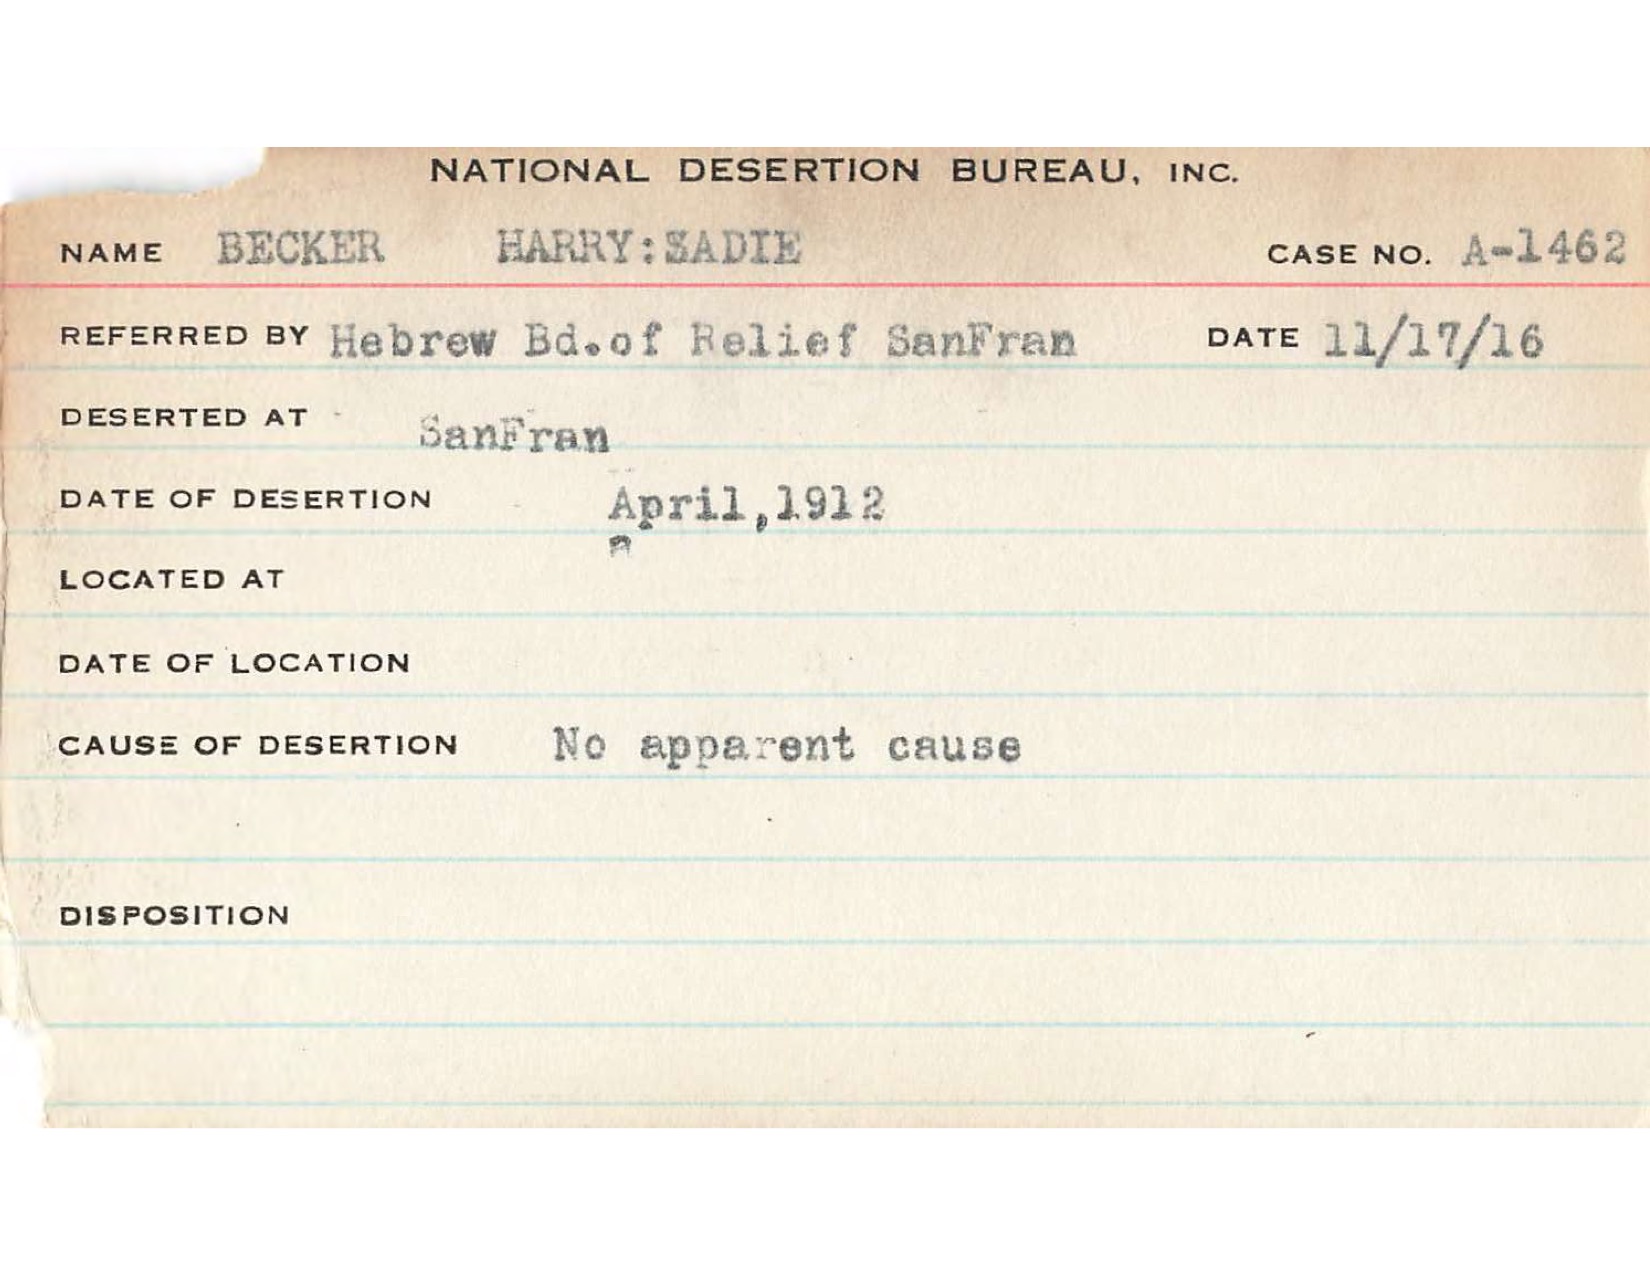 NATIONAL DESERTION BUREAU, INC.
NAME BECKER HARRY:SADIE CASE NO. A-1462
REFERRED BY Hebrew Bd.of Relief SanFran DATE 11/17/16
DESERTED AT SanFran
DATE OF DESERTION April,1912
LOCATED AT
DATE OF LOCATION
CAUSE OF DESERTION No apparent cause
DISPOSITION